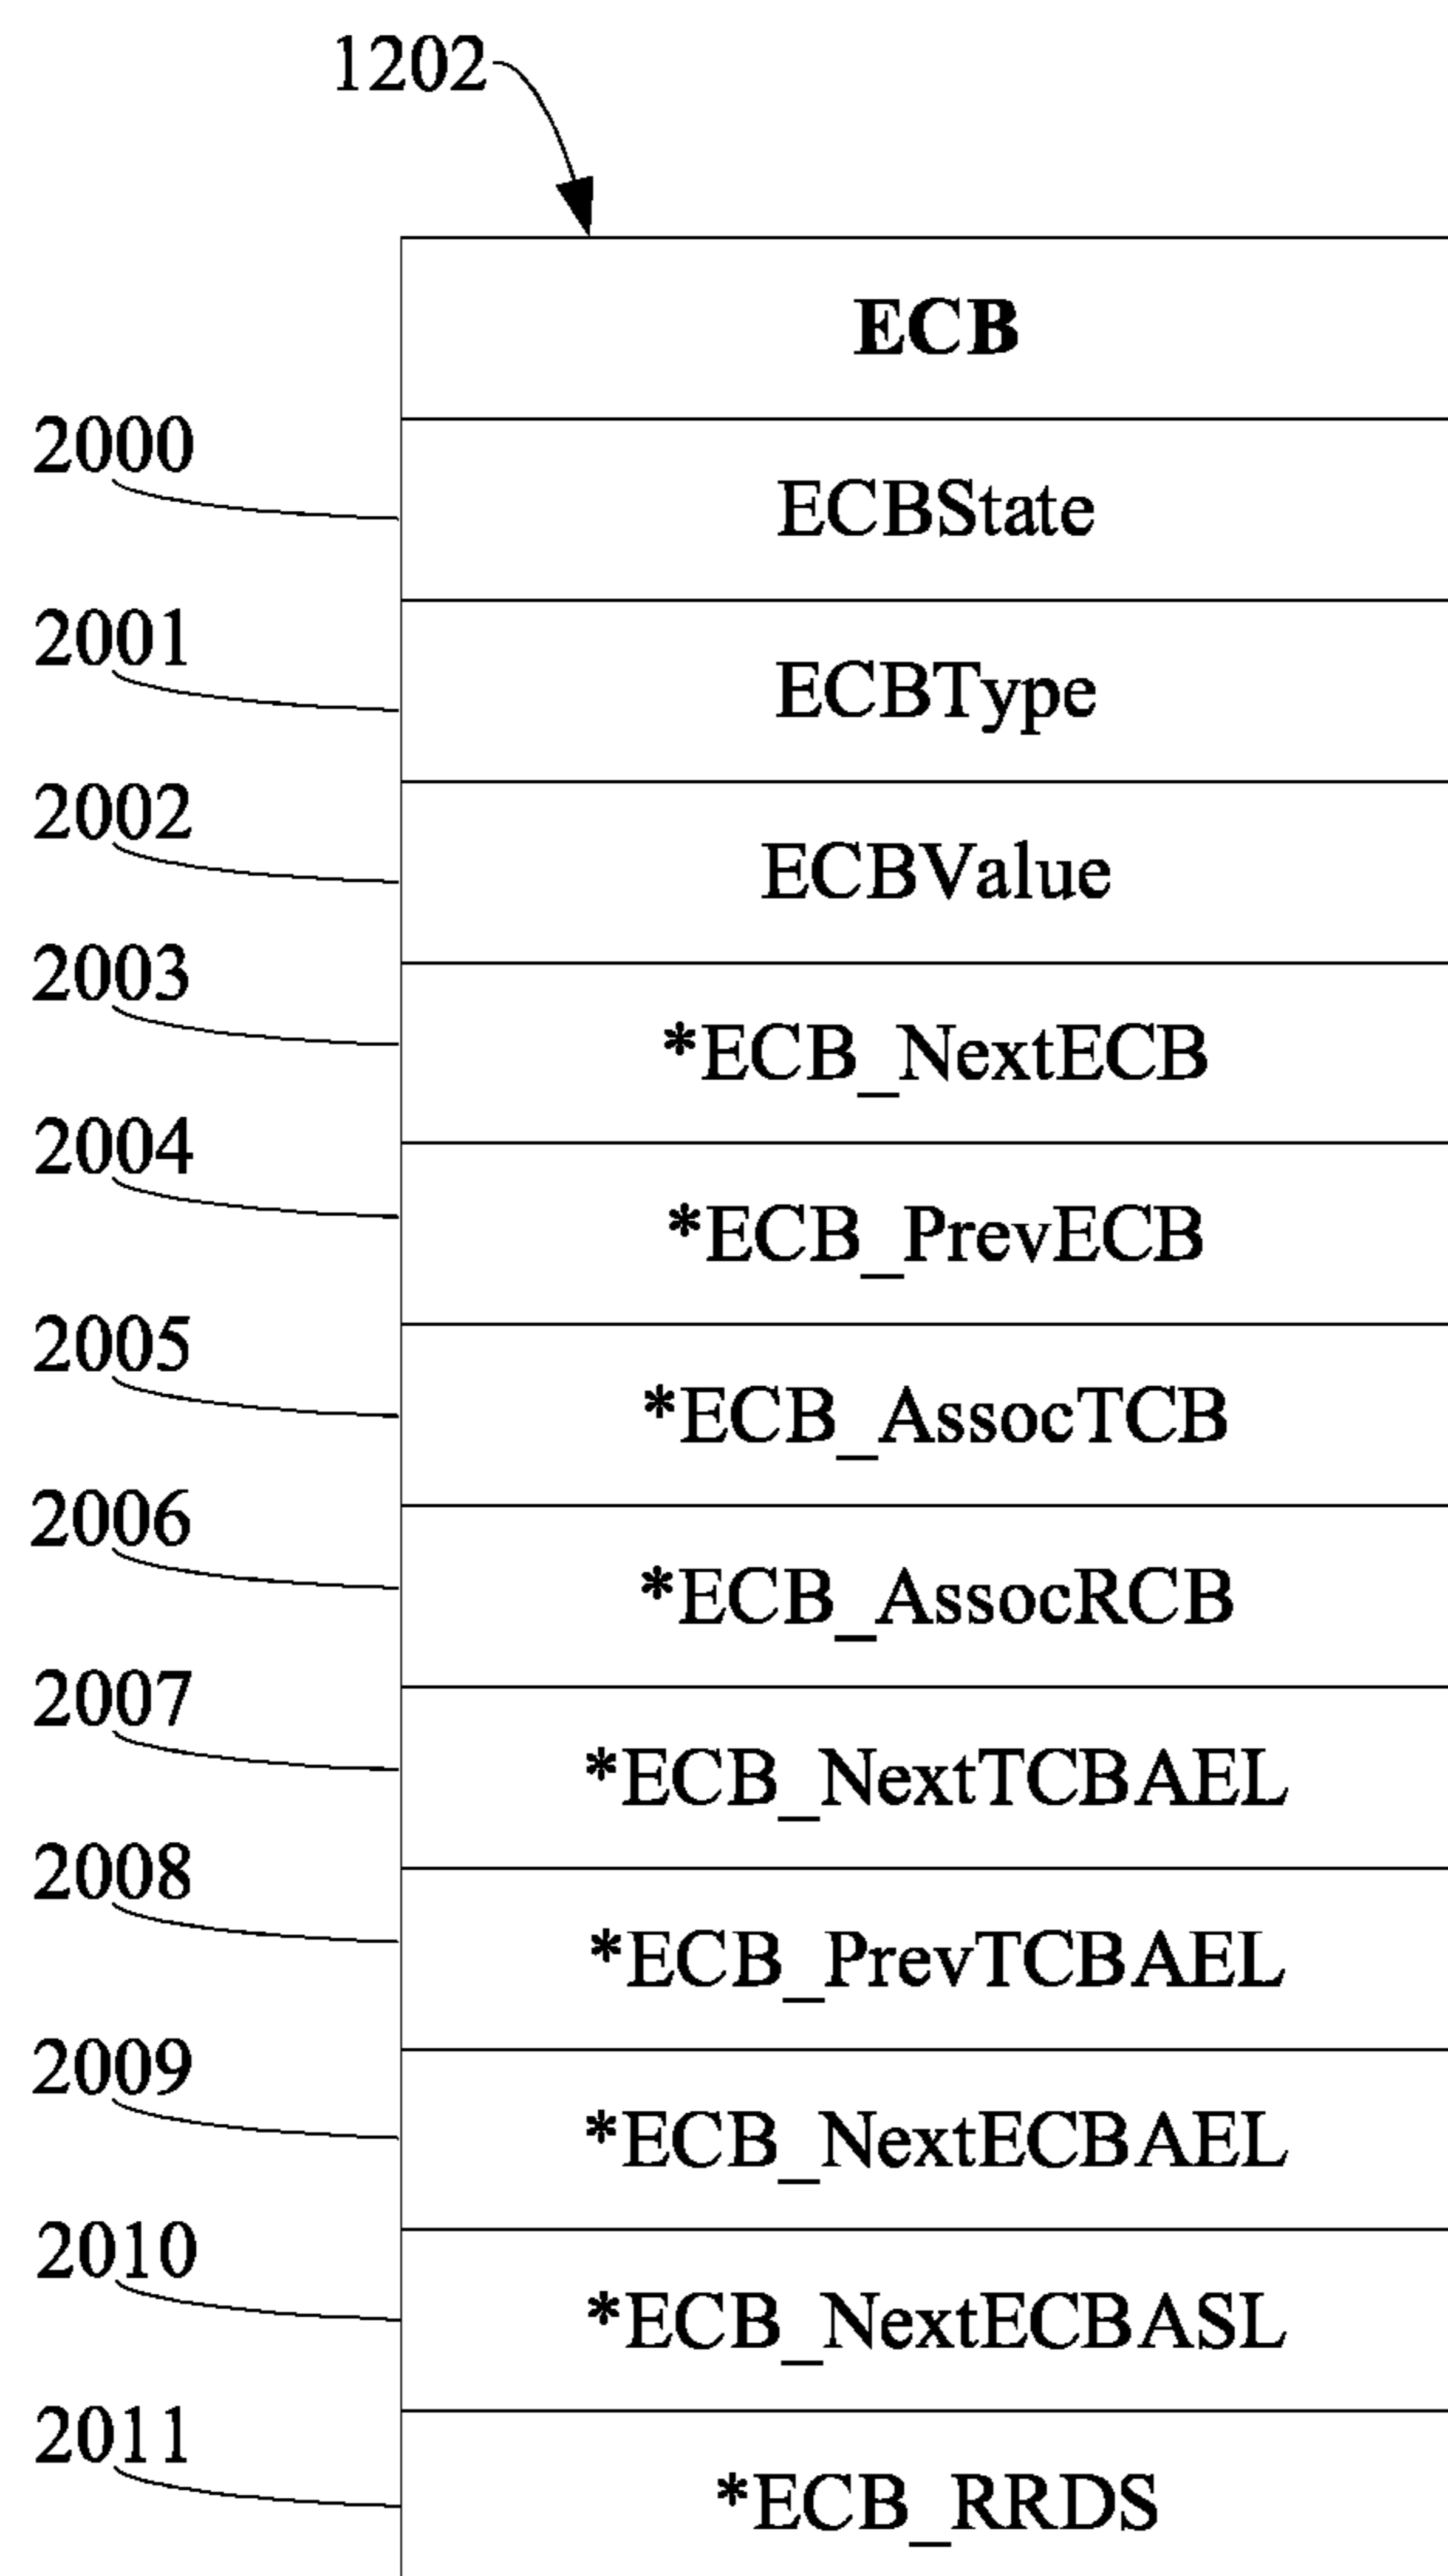 1202
ECB
2000
ECBState
2001
ECBType
2002
ECBValue
2003
*ECB_NextECB
2004
*ECB_PrevECB
2005
*ECB_AssocTCB
2006
*ECB_AssocRCB
2007
*ECB_NextTCBAEL
2008
*ECB_PrevTCBAEL
2009
*ECB_NextECBAEL
2010
*ECB_NextECBASL
2011
*ECB_RRDS